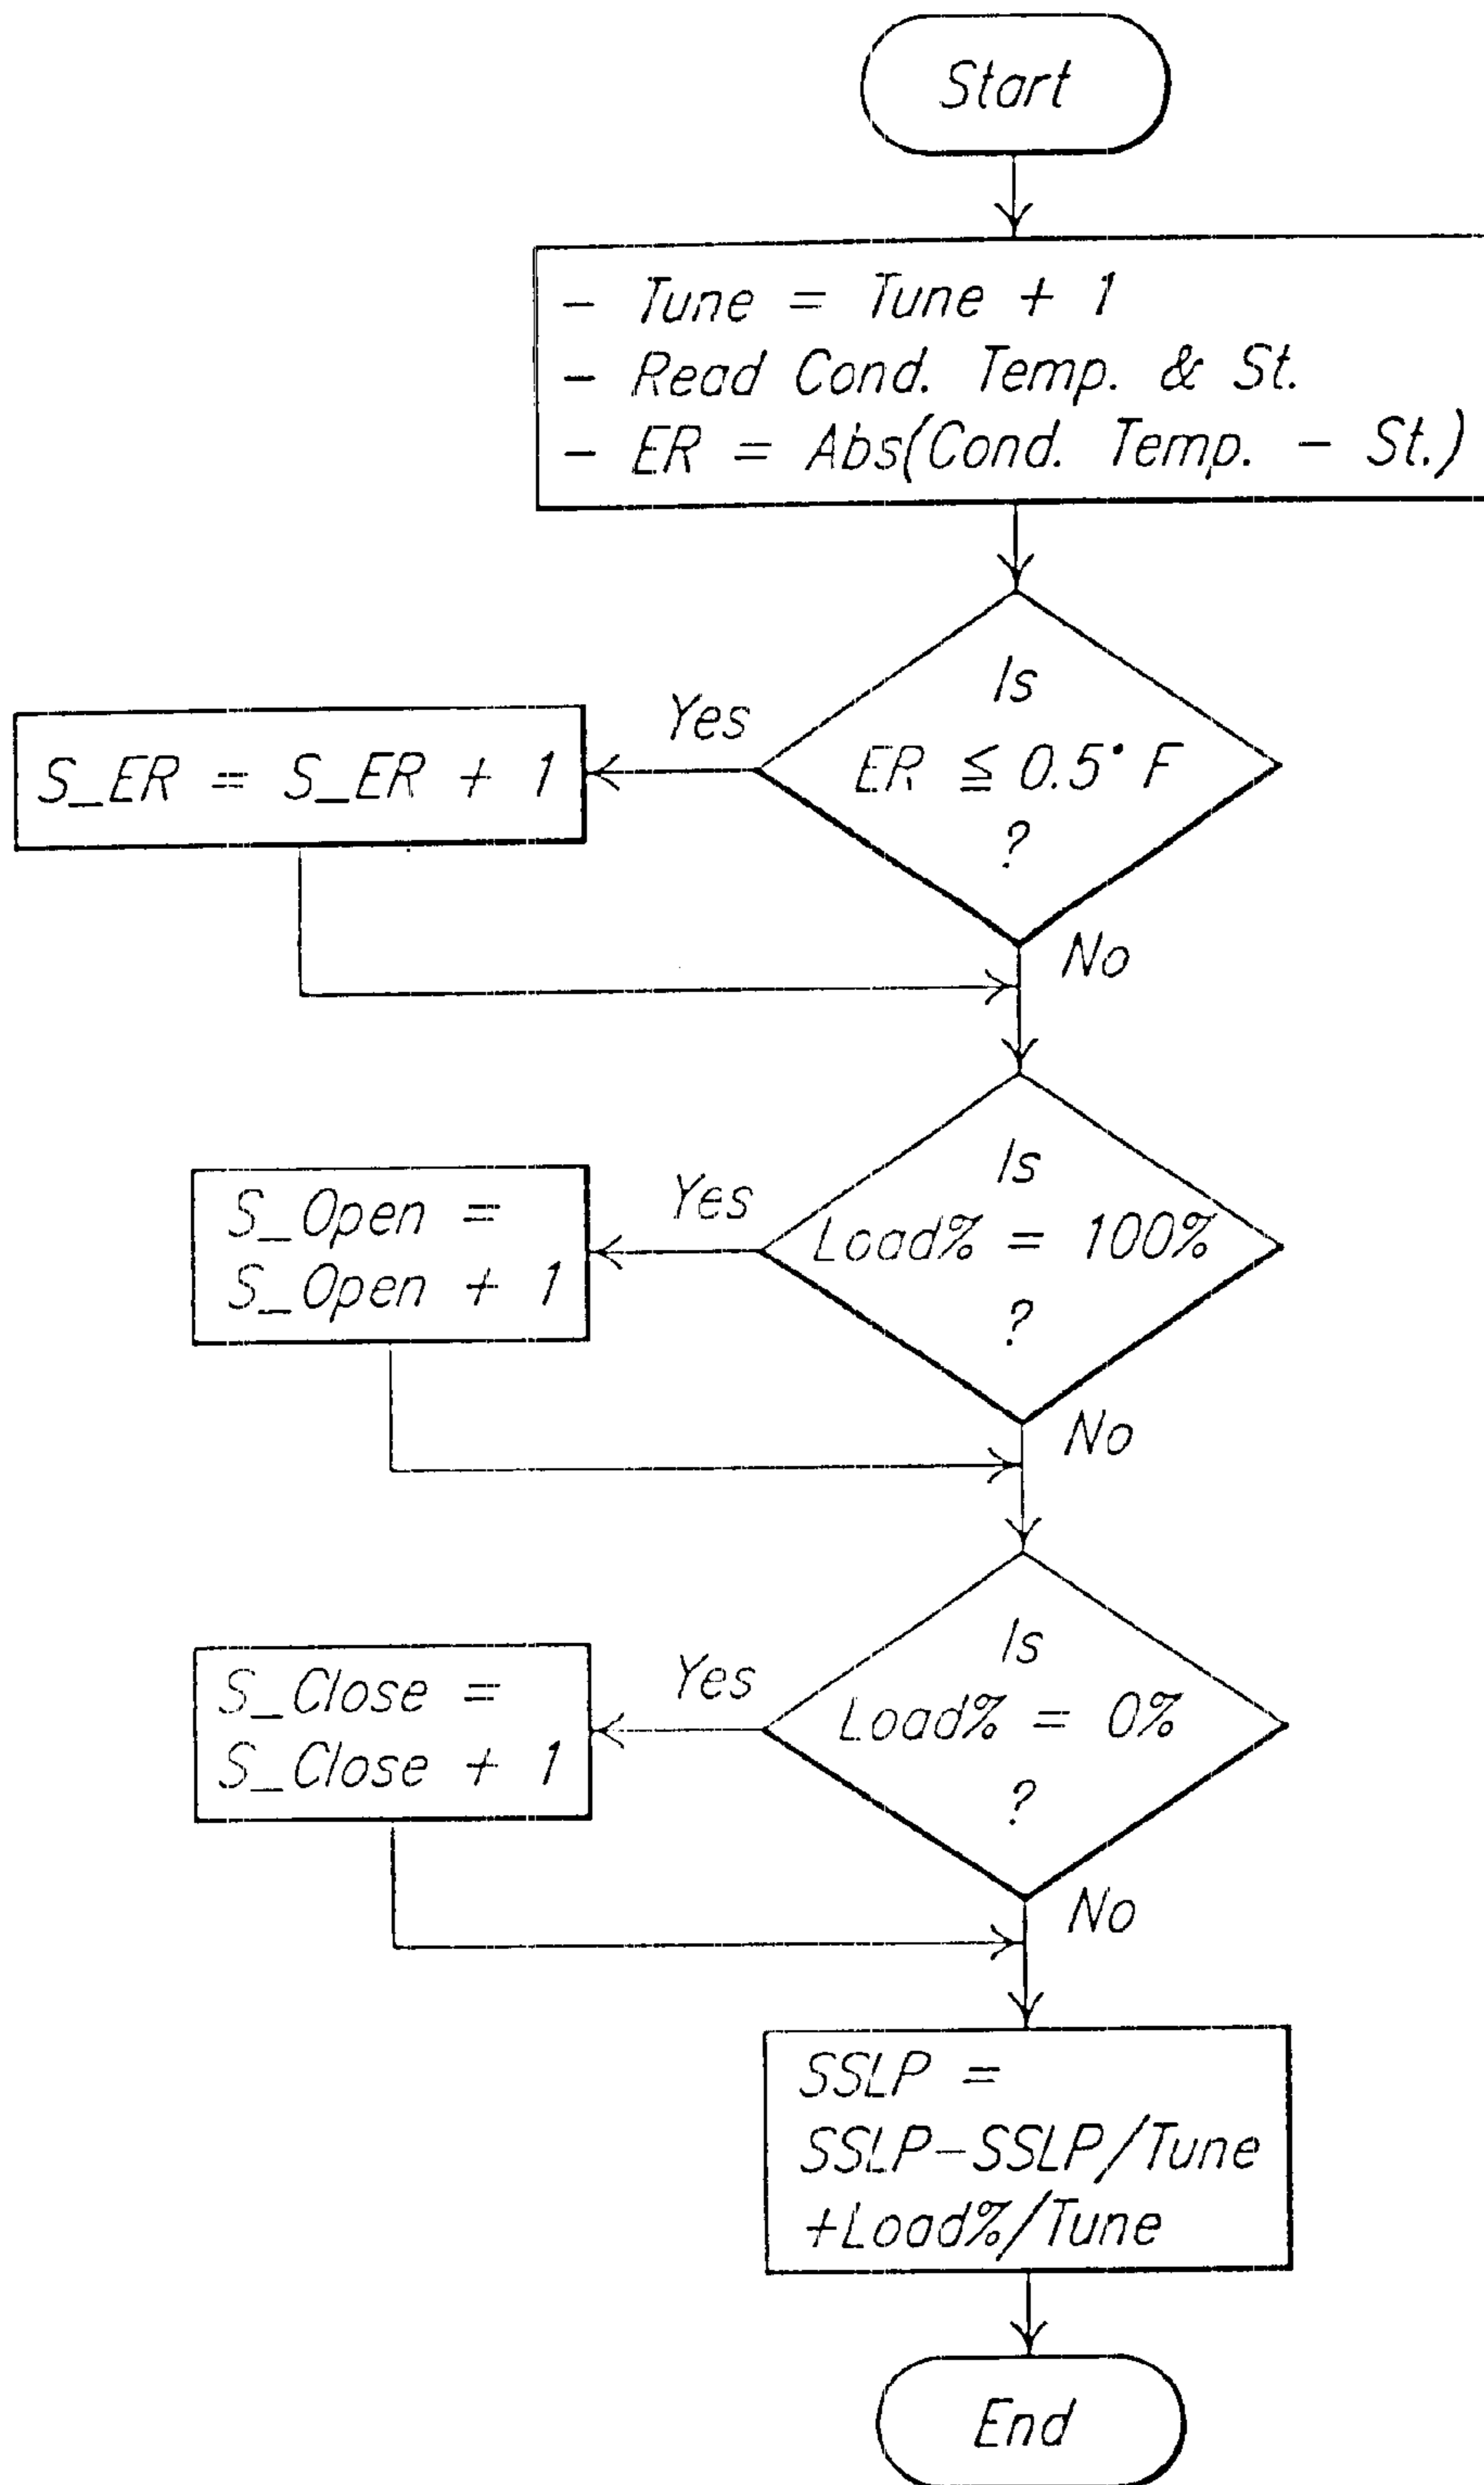 Start
- Tune = Tune + 1
- Read Cond. Temp. & St.
- ER = Abs(Cond. Temp. - St.)
Is
ER ≦ 0.5° F
?
Yes
S_ER = S_ER + 1
No
Is
Load% = 100%
?
Yes
S_Open =
S_Open + 1
No
Is
Load% = 0%
?
Yes
S_Close =
S_Close + 1
No
SSLP =
SSLP-SSLP/Tune
+Load%/Tune
End